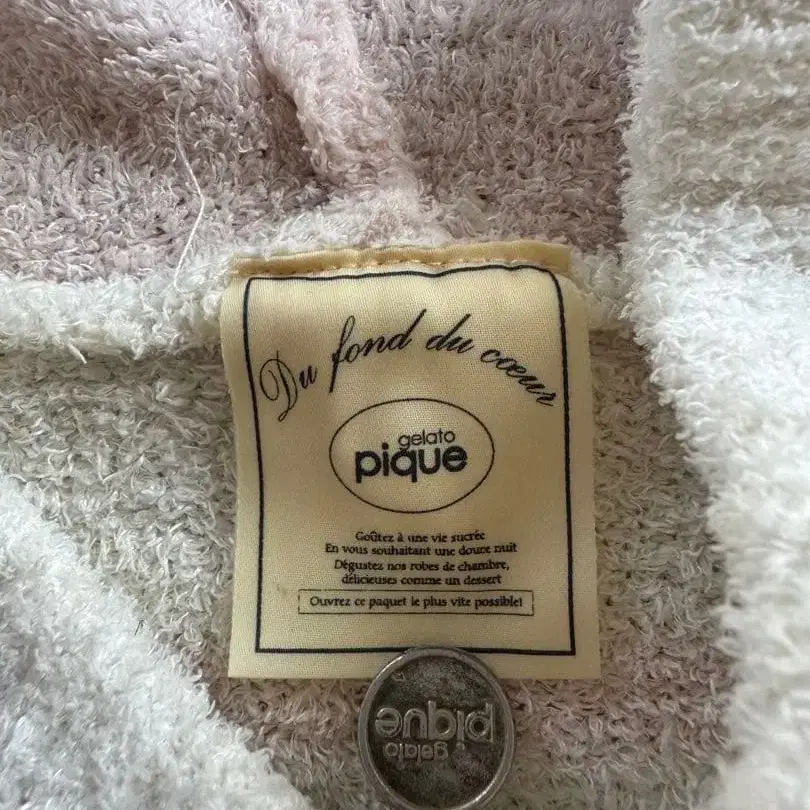 Du fond du cœur
gelato
pique
Goûtez à une vie sucrée
En vous souhaitant une douce nuit
Dégustez nos robes de chambre,
délicieuses comme un dessert
Ouvrez ce paquet le plus vite possible!
gelato
pique